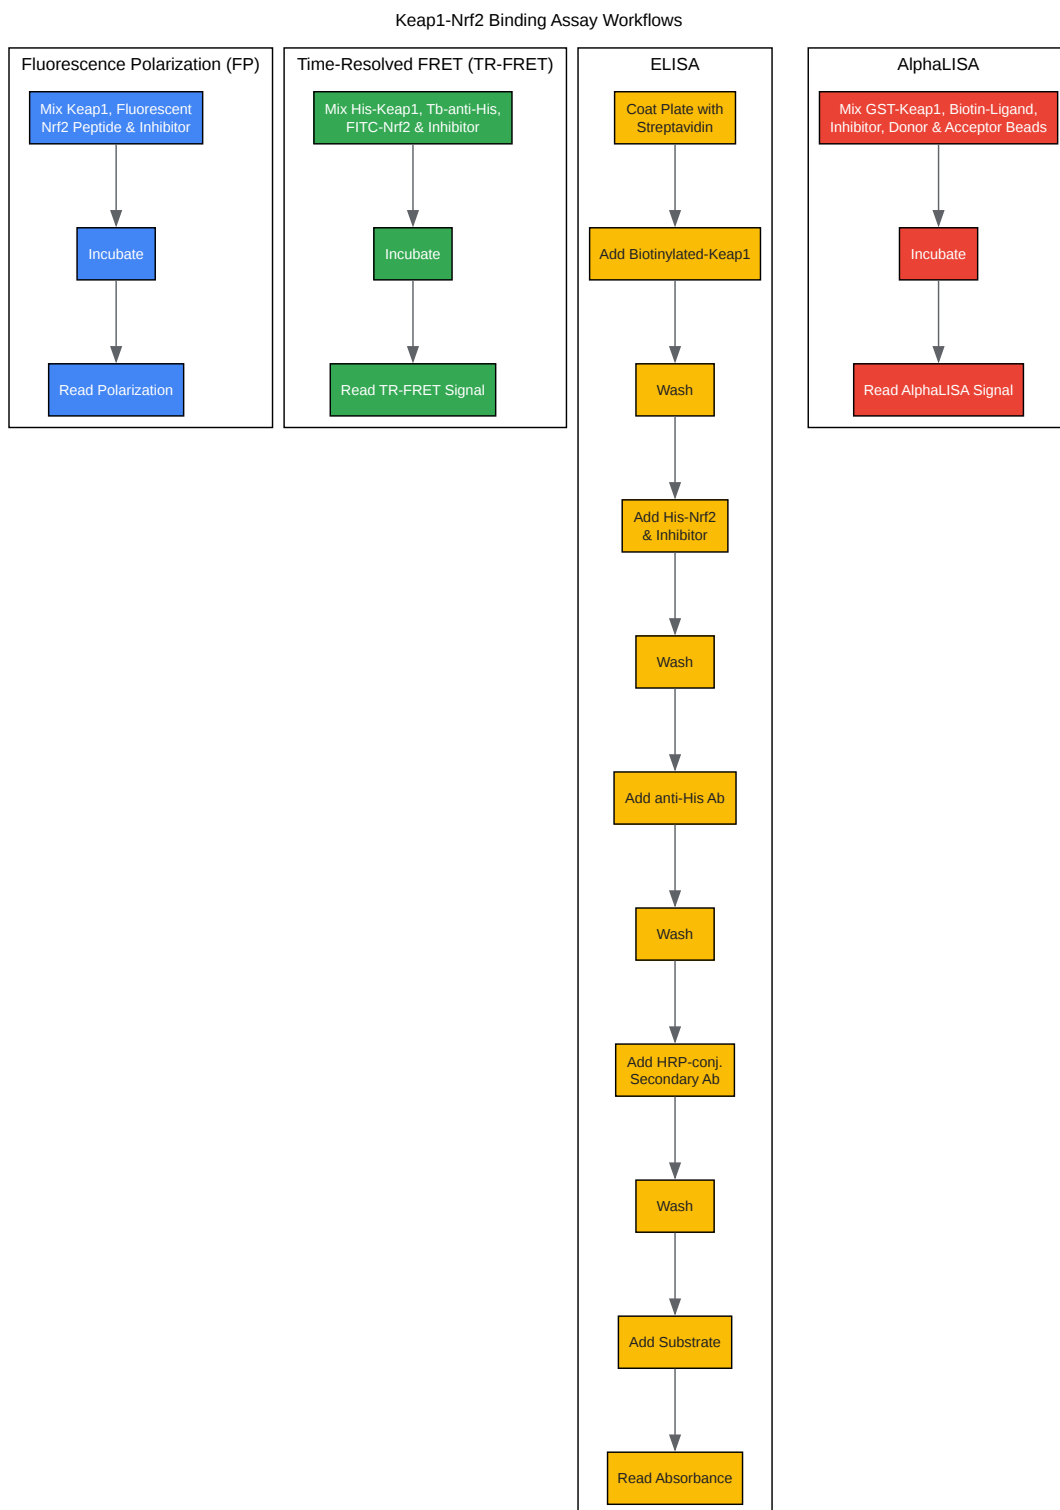 Keap1-Nrf2 Binding Assay Workflows
Fluorescence Polarization (FP)
Mix Keap1, Fluorescent
Nrf2 Peptide & Inhibitor
Incubate
Read Polarization
Time-Resolved FRET (TR-FRET)
Mix His-Keap1, Tb-anti-His,
FITC-Nrf2 & Inhibitor
Incubate
Read TR-FRET Signal
ELISA
Coat Plate with
Streptavidin
Add Biotinylated-Keap1
Wash
Add His-Nrf2
& Inhibitor
Wash
Add anti-His Ab
Wash
Add HRP-conj.
Secondary Ab
Wash
Add Substrate
Read Absorbance
AlphaLISA
Mix GST-Keap1, Biotin-Ligand,
Inhibitor, Donor & Acceptor Beads
Incubate
Read AlphaLISA Signal